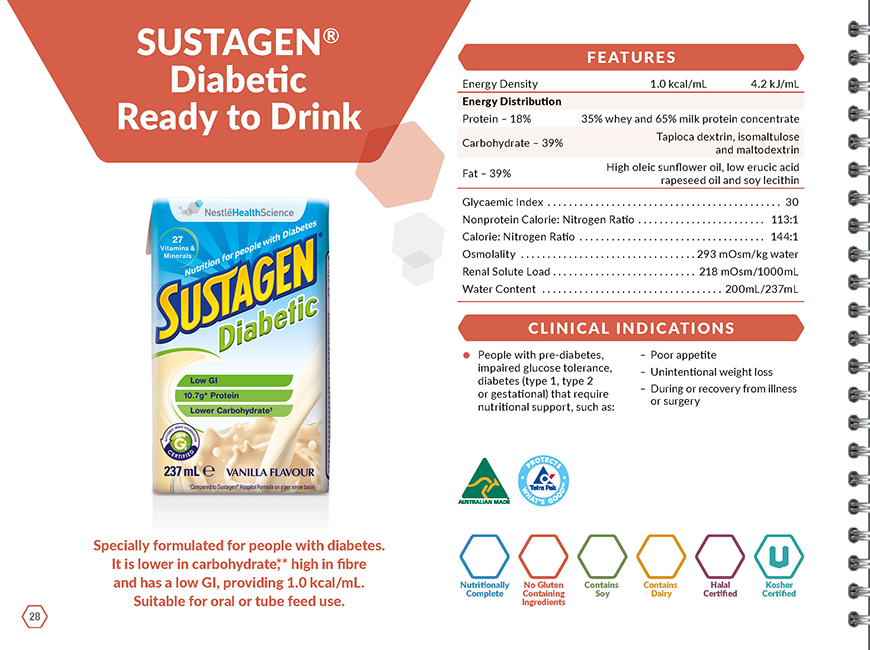 SUSTAGEN®
Diabetic
Ready to Drink
NestléHealthScience
27
Vitamins &
Minerals
Nutrition for people with Diabetes
SUSTAGEN®
Diabetic
Low GI
10.7g* Protein
Lower Carbohydrate†
G
CERTIFIED
237 mL ℮ VANILLA FLAVOUR
*Compared to Sustagen® Hospital Formula on a per serve basis
Specially formulated for people with diabetes.
It is lower in carbohydrate,** high in fibre
and has a low GI, providing 1.0 kcal/mL.
Suitable for oral or tube feed use.
28
FEATURES
Energy Density 1.0 kcal/mL 4.2 kJ/mL
Energy Distribution
Protein – 18% 35% whey and 65% milk protein concentrate
Carbohydrate – 39% Tapioca dextrin, isomaltulose
and maltodextrin
Fat – 39% High oleic sunflower oil, low erucic acid
rapeseed oil and soy lecithin
Glycaemic Index . . . . . . . . . . . . . . . . . . . . . . . . . . . . . . . . . . . . . . . . . . . . 30
Nonprotein Calorie: Nitrogen Ratio . . . . . . . . . . . . . . . . . . . . . . . . 113:1
Calorie: Nitrogen Ratio . . . . . . . . . . . . . . . . . . . . . . . . . . . . . . . . . . . 144:1
Osmolality . . . . . . . . . . . . . . . . . . . . . . . . . . . . . . . . . 293 mOsm/kg water
Renal Solute Load . . . . . . . . . . . . . . . . . . . . . . . . . . . 218 mOsm/1000mL
Water Content . . . . . . . . . . . . . . . . . . . . . . . . . . . . . . . . . . 200mL/237mL
CLINICAL INDICATIONS
People with pre-diabetes,
impaired glucose tolerance,
diabetes (type 1, type 2
or gestational) that require
nutritional support, such as:
– Poor appetite
– Unintentional weight loss
– During or recovery from illness
or surgery
AUSTRALIAN MADE
PROTECTS
Tetra Pak
WHAT'S GOOD™
Nutritionally
Complete
No Gluten
Containing
Ingredients
Contains
Soy
Contains
Dairy
Halal
Certified
Kosher
Certified